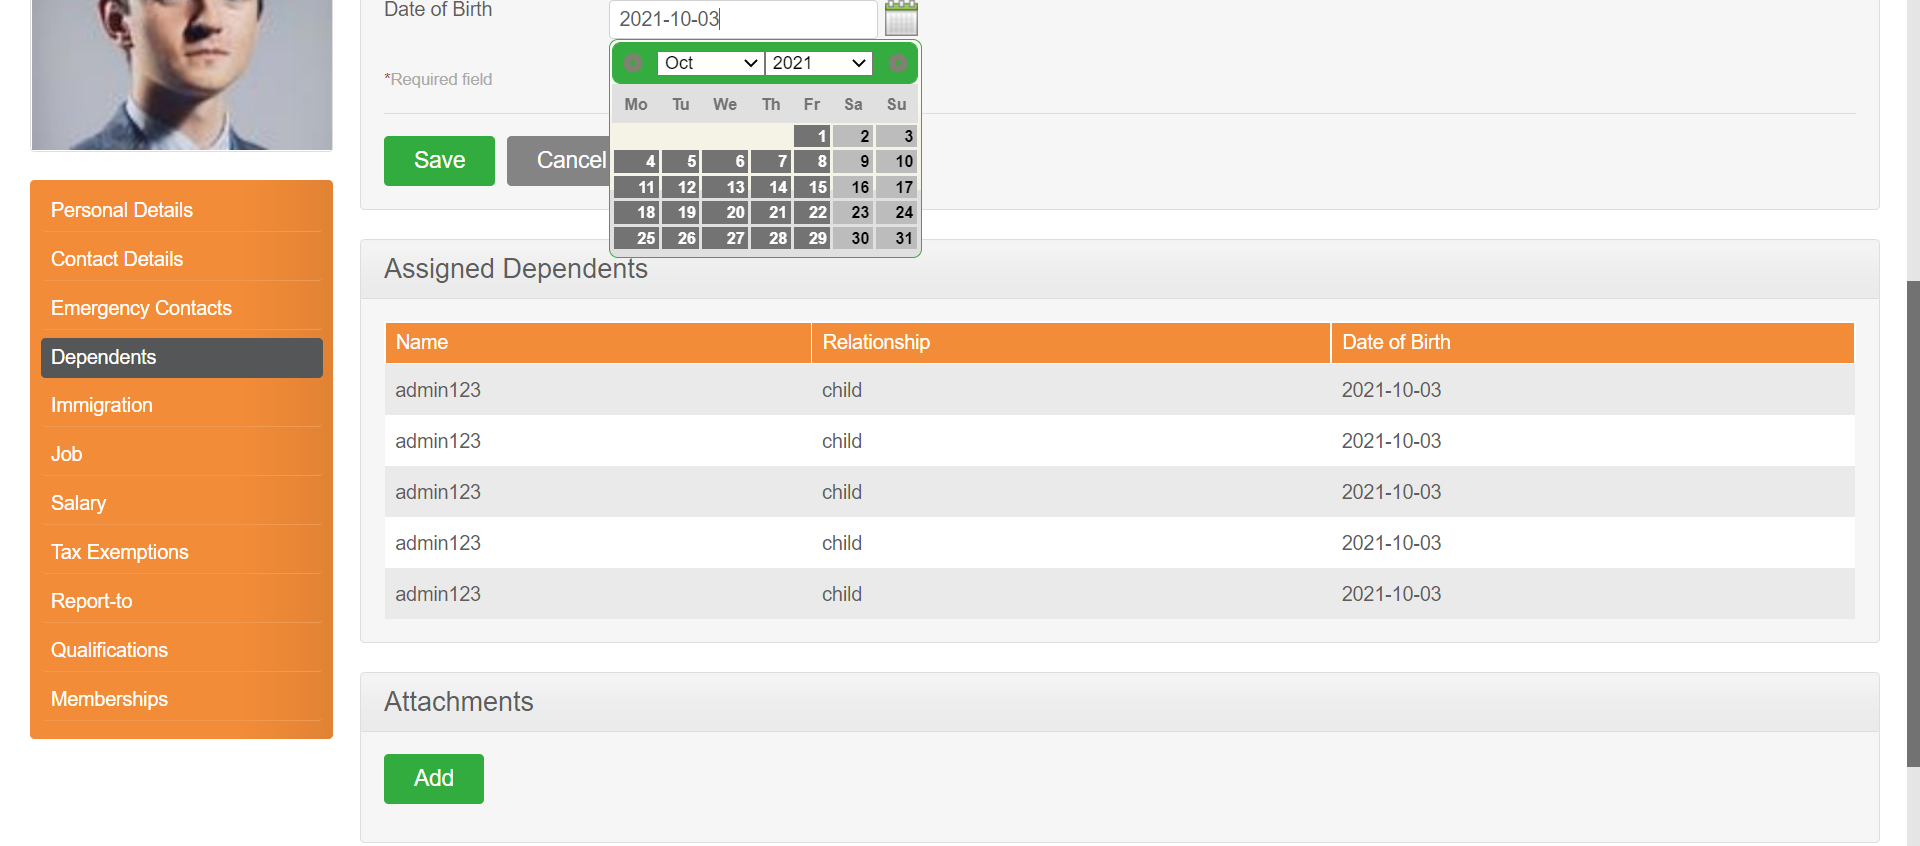 Date of Birth 2021-10-03
Oct 2021
*Required field
Mo Tu We Th Fr Sa Su
1 2 3
4 5 6 7 8 9 10
11 12 13 14 15 16 17
18 19 20 21 22 23 24
25 26 27 28 29 30 31
Save Cancel
Personal Details
Contact Details
Emergency Contacts
Dependents
Immigration
Job
Salary
Tax Exemptions
Report-to
Qualifications
Memberships
Assigned Dependents
Name Relationship Date of Birth
admin123 child 2021-10-03
admin123 child 2021-10-03
admin123 child 2021-10-03
admin123 child 2021-10-03
admin123 child 2021-10-03
Attachments
Add